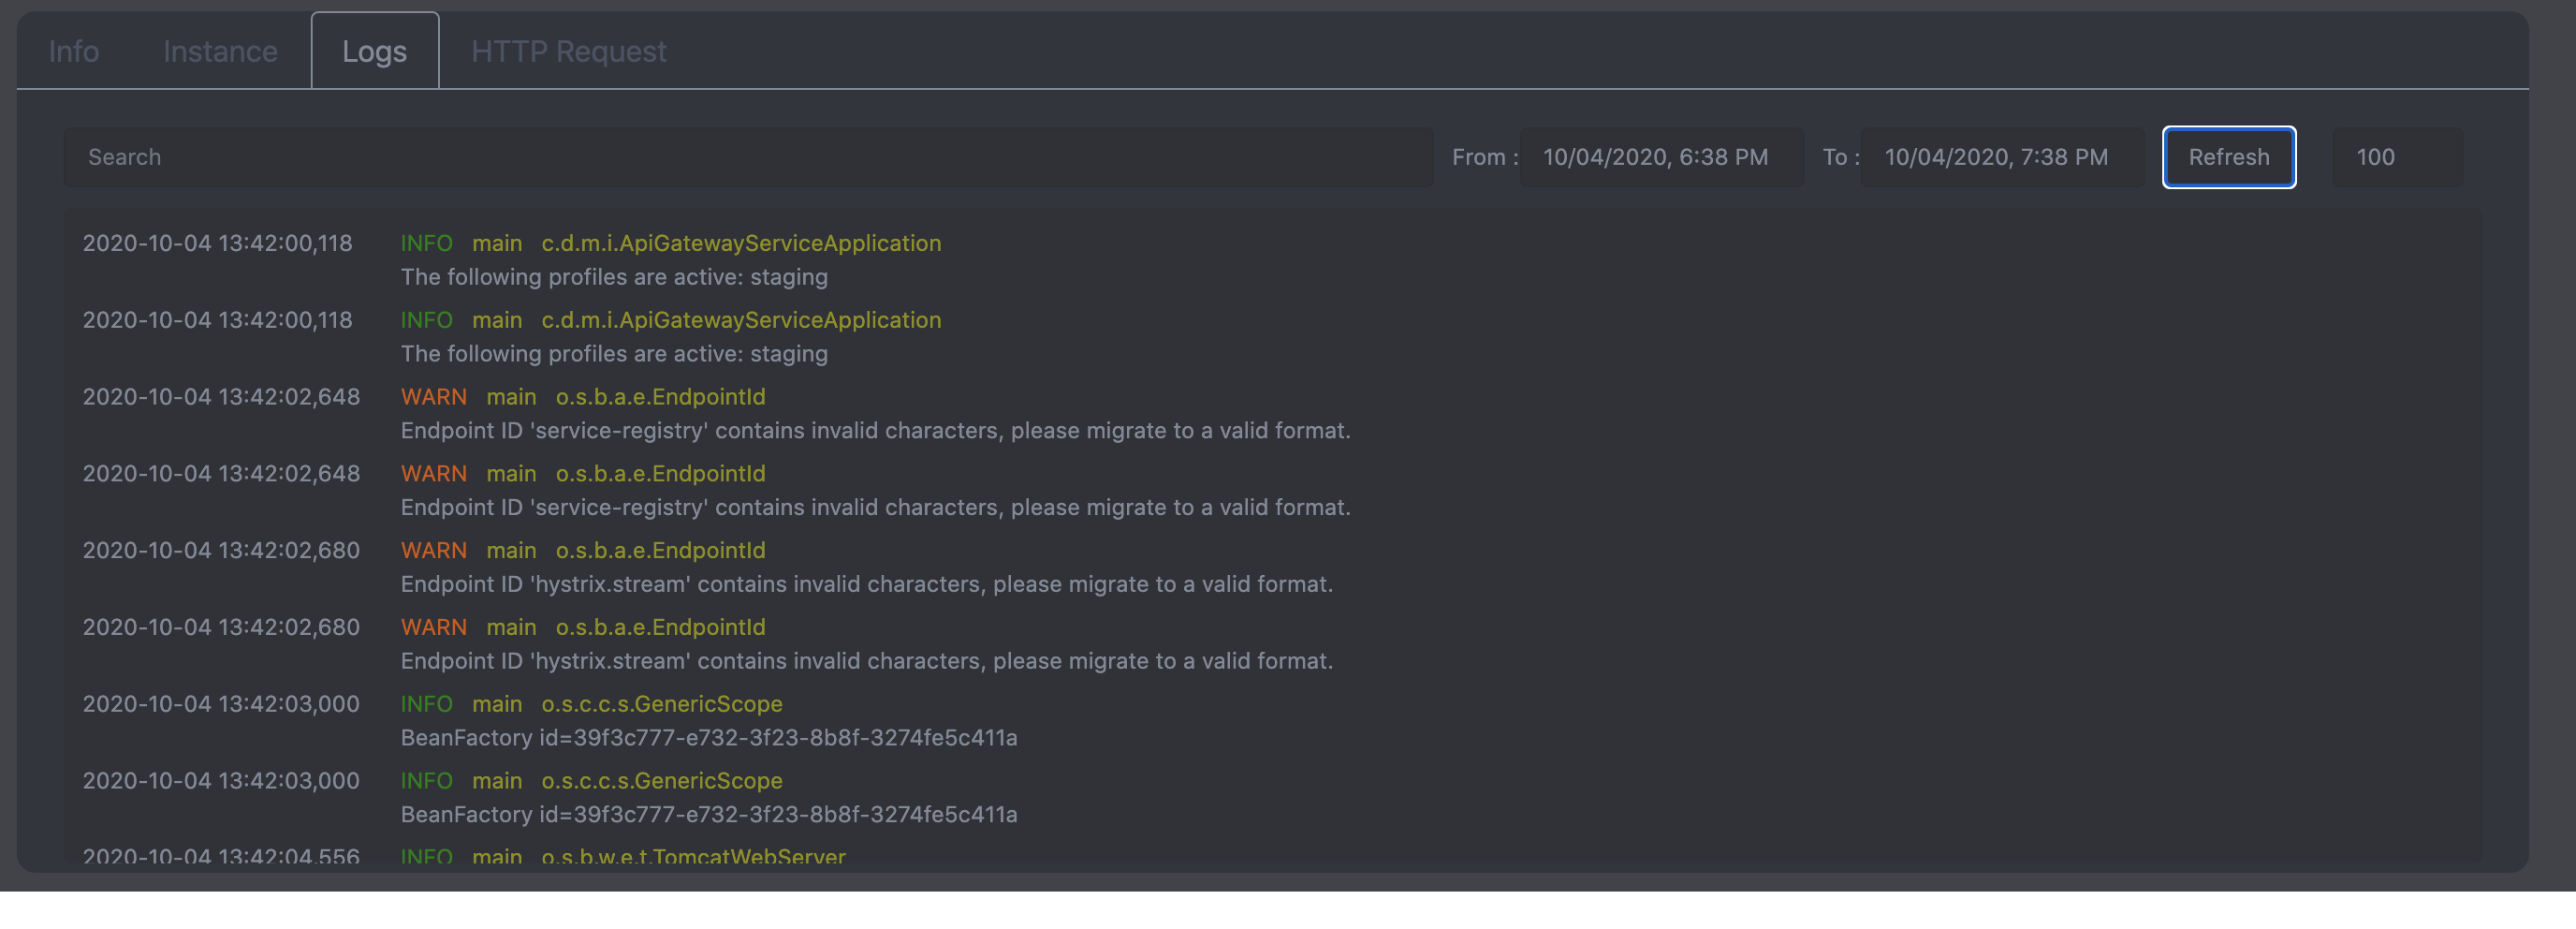 Info Instance Logs HTTP Request
Search From : 10/04/2020, 6:38 PM To : 10/04/2020, 7:38 PM Refresh 100
2020-10-04 13:42:00,118 INFO main c.d.m.i.ApiGatewayServiceApplication
The following profiles are active: staging
2020-10-04 13:42:00,118 INFO main c.d.m.i.ApiGatewayServiceApplication
The following profiles are active: staging
2020-10-04 13:42:02,648 WARN main o.s.b.a.e.EndpointId
Endpoint ID 'service-registry' contains invalid characters, please migrate to a valid format.
2020-10-04 13:42:02,648 WARN main o.s.b.a.e.EndpointId
Endpoint ID 'service-registry' contains invalid characters, please migrate to a valid format.
2020-10-04 13:42:02,680 WARN main o.s.b.a.e.EndpointId
Endpoint ID 'hystrix.stream' contains invalid characters, please migrate to a valid format.
2020-10-04 13:42:02,680 WARN main o.s.b.a.e.EndpointId
Endpoint ID 'hystrix.stream' contains invalid characters, please migrate to a valid format.
2020-10-04 13:42:03,000 INFO main o.s.c.c.s.GenericScope
BeanFactory id=39f3c777-e732-3f23-8b8f-3274fe5c411a
2020-10-04 13:42:03,000 INFO main o.s.c.c.s.GenericScope
BeanFactory id=39f3c777-e732-3f23-8b8f-3274fe5c411a
2020-10-04 13:42:04,556 INFO main o.s.b.w.e.t.TomcatWebServer